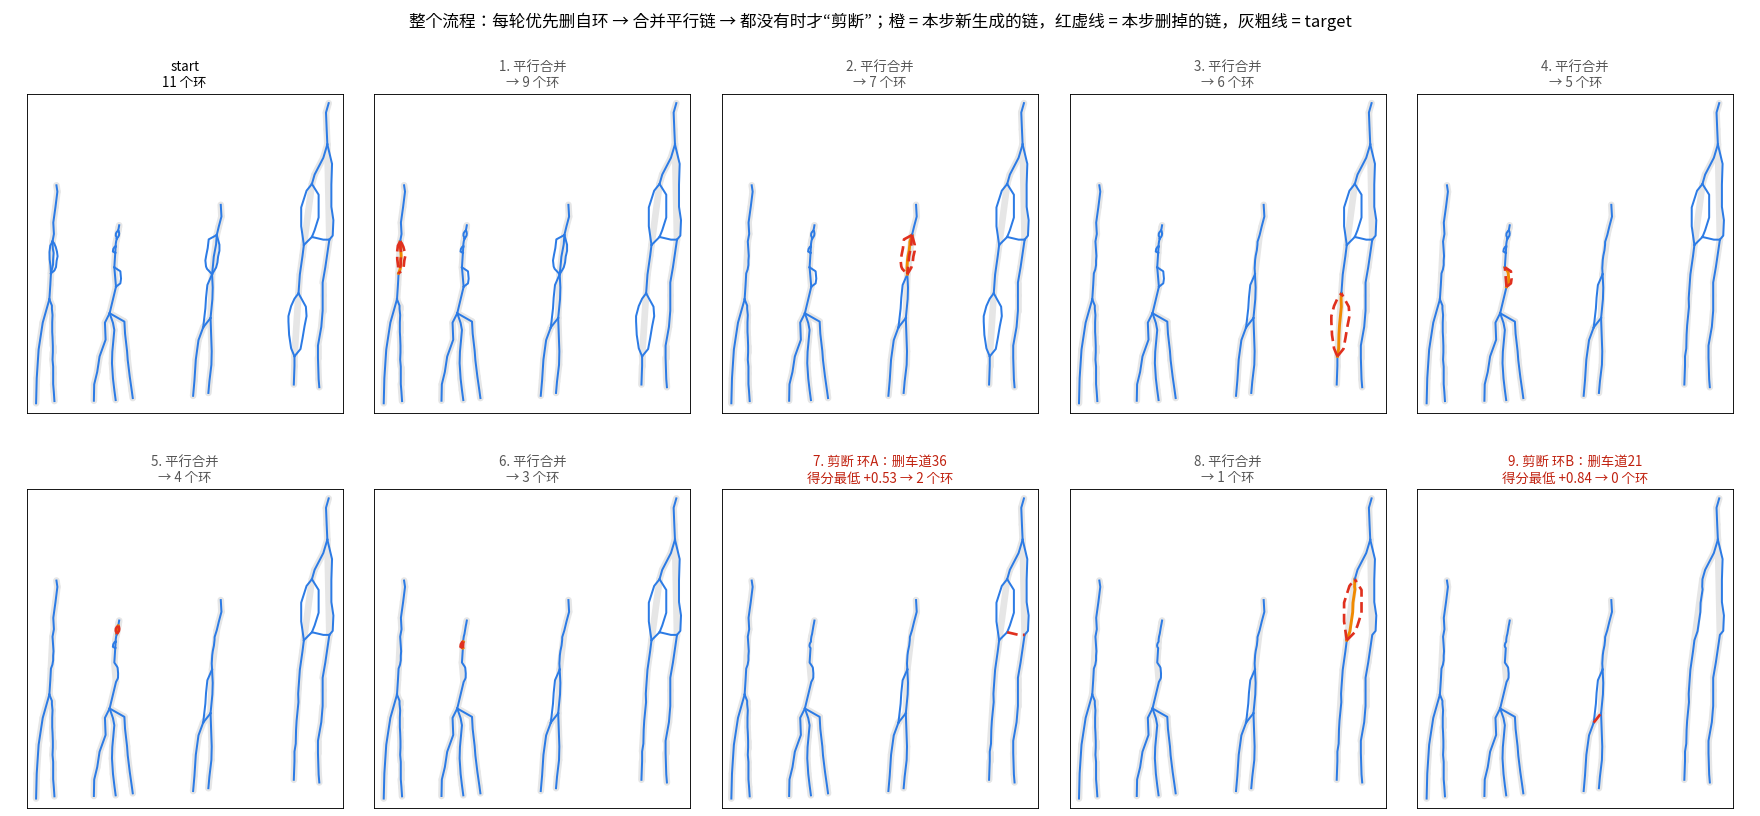 整个流程：每轮优先删自环 → 合并平行链 → 都没有时才“剪断”；橙 = 本步新生成的链，红虚线 = 本步删掉的链，灰粗线 = target
start
11 个环
1. 平行合并
→ 9 个环
2. 平行合并
→ 7 个环
3. 平行合并
→ 6 个环
4. 平行合并
→ 5 个环
5. 平行合并
→ 4 个环
6. 平行合并
→ 3 个环
7. 剪断 环A：删车道36
得分最低 +0.53 → 2 个环
8. 平行合并
→ 1 个环
9. 剪断 环B：删车道21
得分最低 +0.84 → 0 个环